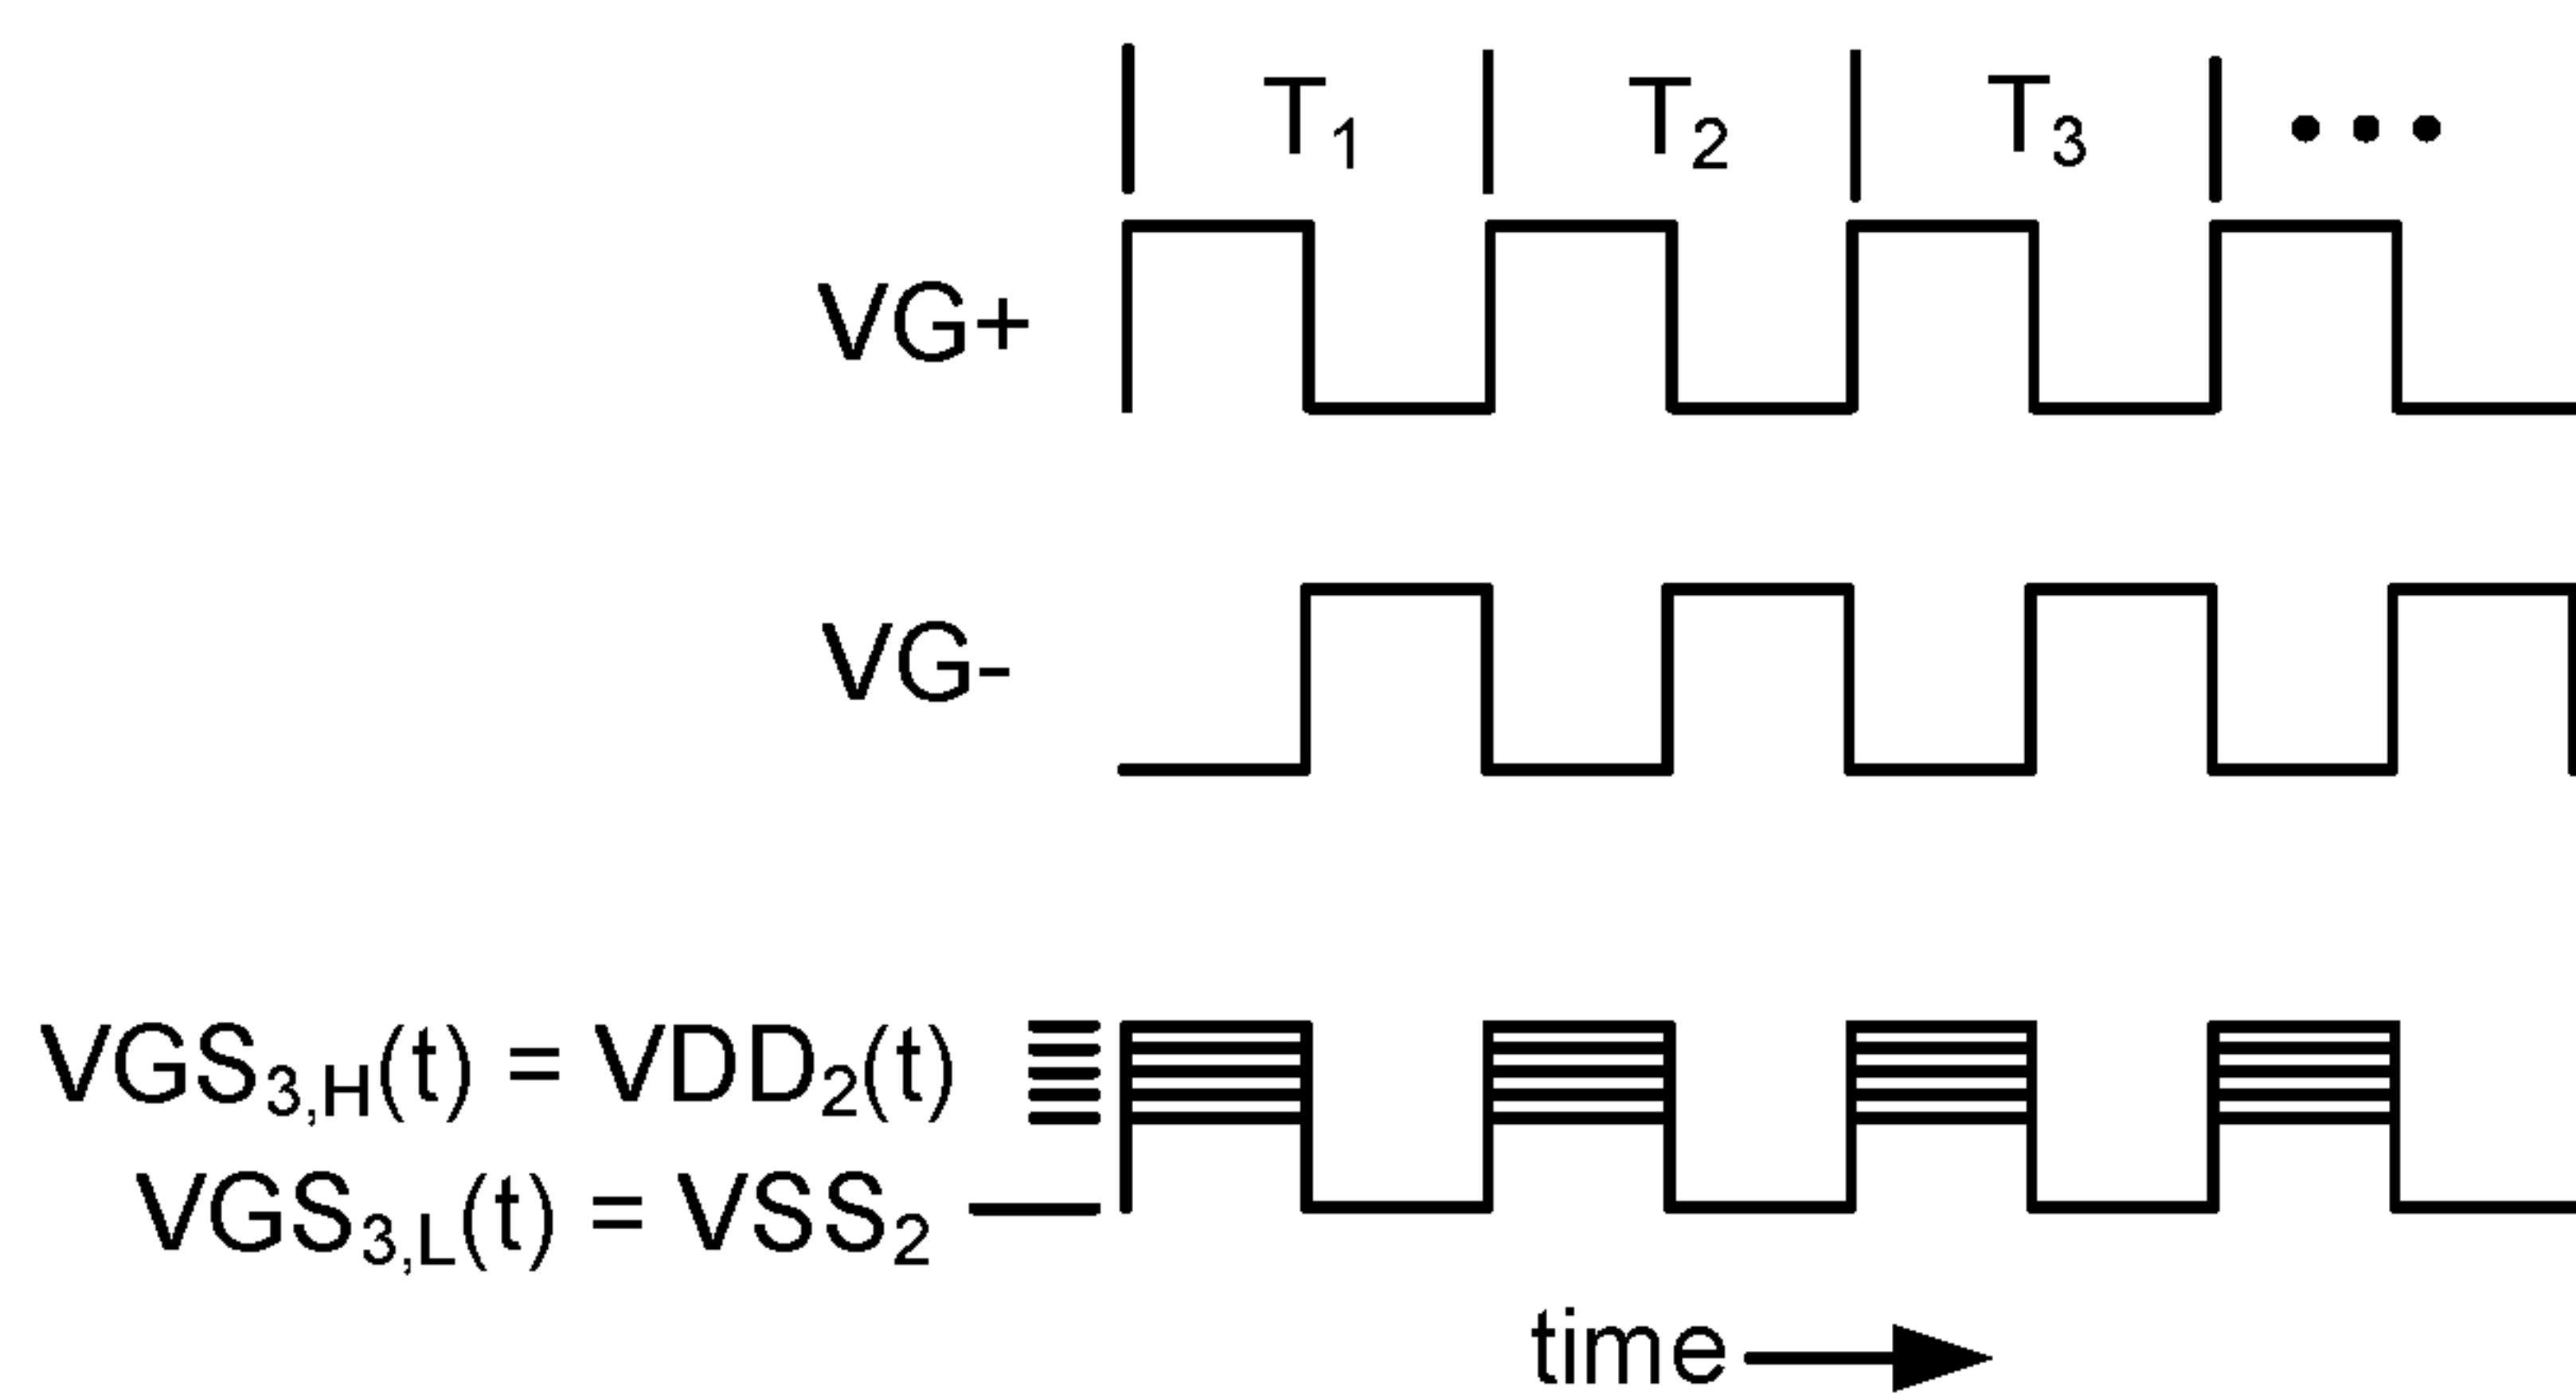 T₁ T₂ T₃ •••
VG+
VG-
VGS₃,H(t) = VDD₂(t)
VGS₃,L(t) = VSS₂
time